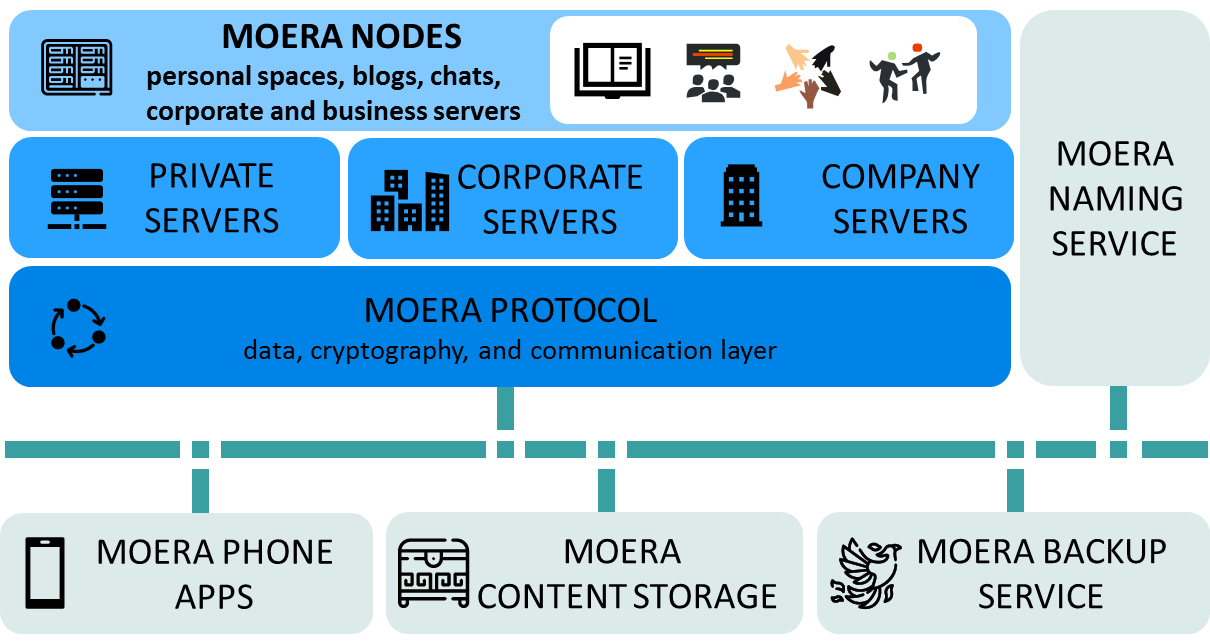 MOERA NODES
personal spaces, blogs, chats,
corporate and business servers
PRIVATE
SERVERS
CORPORATE
SERVERS
COMPANY
SERVERS
MOERA
NAMING
SERVICE
MOERA PROTOCOL
data, cryptography, and communication layer
MOERA PHONE
APPS
MOERA
CONTENT STORAGE
MOERA BACKUP
SERVICE